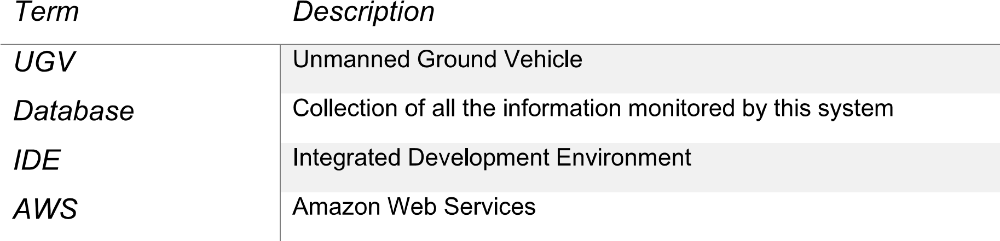 Term Description
UGV Unmanned Ground Vehicle
Database Collection of all the information monitored by this system
IDE Integrated Development Environment
AWS Amazon Web Services